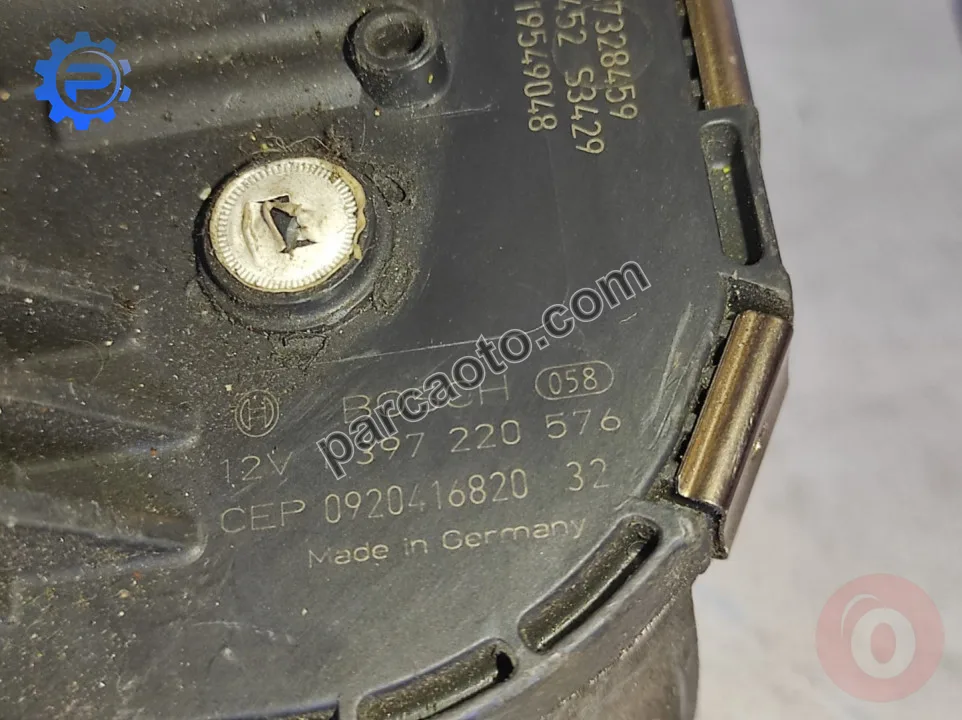 7328459
452 S3429
19549048
P
parcaoto.com
H BOSCH 058
12V 397 220 576
CEP 0920416820 32
Made in Germany
O